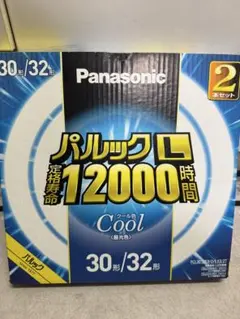 30形/32形
Panasonic
2
本セット
パルックL
定格寿命
12000時間
クール色
Cool
(昼光色)
30形/32形
パルック